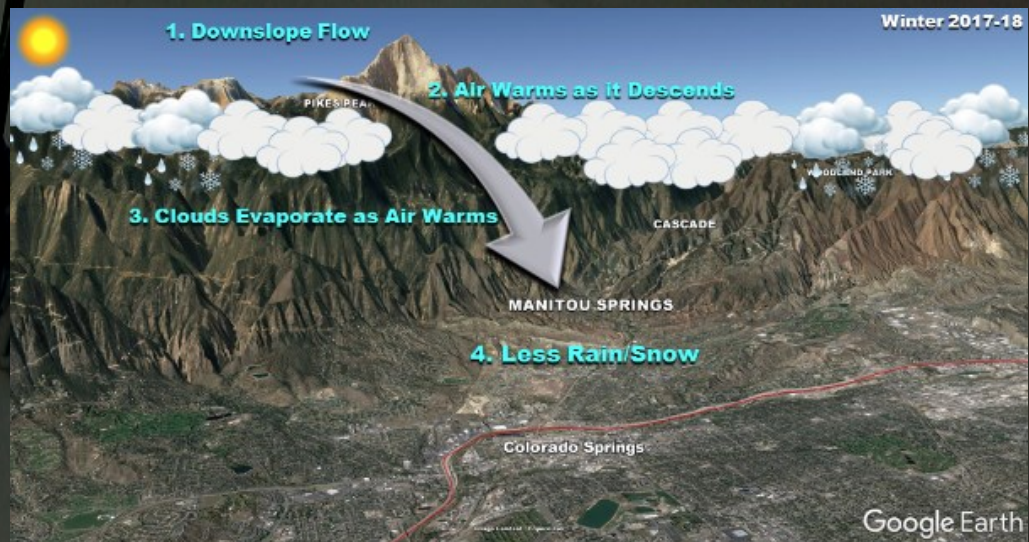 Winter 2017-18
1. Downslope Flow
2. Air Warms as it Descends
PIKES PEA
WOODLAND PARK
3. Clouds Evaporate as Air Warms
CASCADE
MANITOU SPRINGS
4. Less Rain/Snow
Colorado Springs
Google Earth